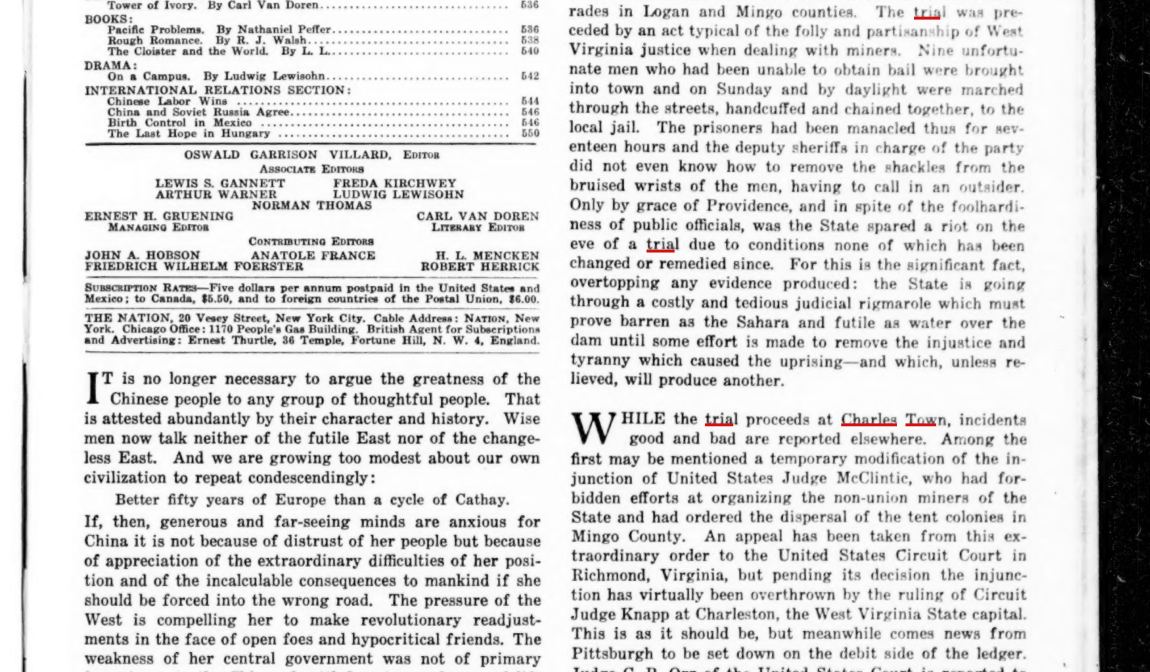 Tower of Ivory. By Carl Van Doren........................ 536
BOOKS:
Pacific Problems. By Nathaniel Peffer........................ 536
Rough Romance. By R. J. Walsh........................ 538
The Cloister and the World. By L. L........................ 540
DRAMA:
On a Campus. By Ludwig Lewisohn........................ 542
INTERNATIONAL RELATIONS SECTION:
Chinese Labor Wins ........................ 544
China and Soviet Russia Agree........................ 546
Birth Control in Mexico ........................ 546
The Last Hope in Hungary ........................ 550
OSWALD GARRISON VILLARD, EDITOR
ASSOCIATE EDITORS
LEWIS S. GANNETT FREDA KIRCHWEY
ARTHUR WARNER LUDWIG LEWISOHN
NORMAN THOMAS
ERNEST H. GRUENING CARL VAN DOREN
MANAGING EDITOR LITERARY EDITOR
CONTRIBUTING EDITORS
JOHN A. HOBSON ANATOLE FRANCE H. L. MENCKEN
FRIEDRICH WILHELM FOERSTER ROBERT HERRICK
SUBSCRIPTION RATES—Five dollars per annum postpaid in the United States and
Mexico; to Canada, $5.50, and to foreign countries of the Postal Union, $6.00.
THE NATION, 20 Vesey Street, New York City. Cable Address: NATION, New
York. Chicago Office: 1170 People's Gas Building. British Agent for Subscriptions
and Advertising: Ernest Thurtle, 36 Temple, Fortune Hill, N. W. 4, England.
IT is no longer necessary to argue the greatness of the
Chinese people to any group of thoughtful people. That
is attested abundantly by their character and history. Wise
men now talk neither of the futile East nor of the change-
less East. And we are growing too modest about our own
civilization to repeat condescendingly:
Better fifty years of Europe than a cycle of Cathay.
If, then, generous and far-seeing minds are anxious for
China it is not because of distrust of her people but because
of appreciation of the extraordinary difficulties of her posi-
tion and of the incalculable consequences to mankind if she
should be forced into the wrong road. The pressure of the
West is compelling her to make revolutionary readjust-
ments in the face of open foes and hypocritical friends. The
weakness of her central government was not of primary
rades in Logan and Mingo counties. The trial was pre-
ceded by an act typical of the folly and partisanship of West
Virginia justice when dealing with miners. Nine unfortu-
nate men who had been unable to obtain bail were brought
into town and on Sunday and by daylight were marched
through the streets, handcuffed and chained together, to the
local jail. The prisoners had been manacled thus for sev-
enteen hours and the deputy sheriffs in charge of the party
did not even know how to remove the shackles from the
bruised wrists of the men, having to call in an outsider.
Only by grace of Providence, and in spite of the foolhardi-
ness of public officials, was the State spared a riot on the
eve of a trial due to conditions none of which has been
changed or remedied since. For this is the significant fact,
overtopping any evidence produced: the State is going
through a costly and tedious judicial rigmarole which must
prove barren as the Sahara and futile as water over the
dam until some effort is made to remove the injustice and
tyranny which caused the uprising—and which, unless re-
lieved, will produce another.
WHILE the trial proceeds at Charles Town, incidents
good and bad are reported elsewhere. Among the
first may be mentioned a temporary modification of the in-
junction of United States Judge McClintic, who had for-
bidden efforts at organizing the non-union miners of the
State and had ordered the dispersal of the tent colonies in
Mingo County. An appeal has been taken from this ex-
traordinary order to the United States Circuit Court in
Richmond, Virginia, but pending its decision the injunc-
tion has virtually been overthrown by the ruling of Circuit
Judge Knapp at Charleston, the West Virginia State capital.
This is as it should be, but meanwhile comes news from
Pittsburgh to be set down on the debit side of the ledger.